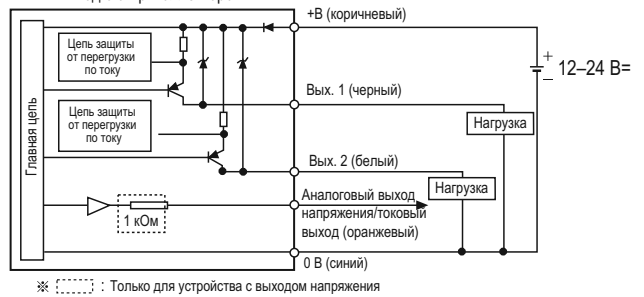 +В (коричневый)
Цепь защиты
от перегрузки
по току
12–24 В=
Вых. 1 (черный)
Главная цепь
Цепь защиты
от перегрузки
по току
Нагрузка
Вых. 2 (белый)
Нагрузка
Аналоговый выход
напряжения/токовый
выход (оранжевый)
1 кОм
0 В (синий)
※ : Только для устройства с выходом напряжения